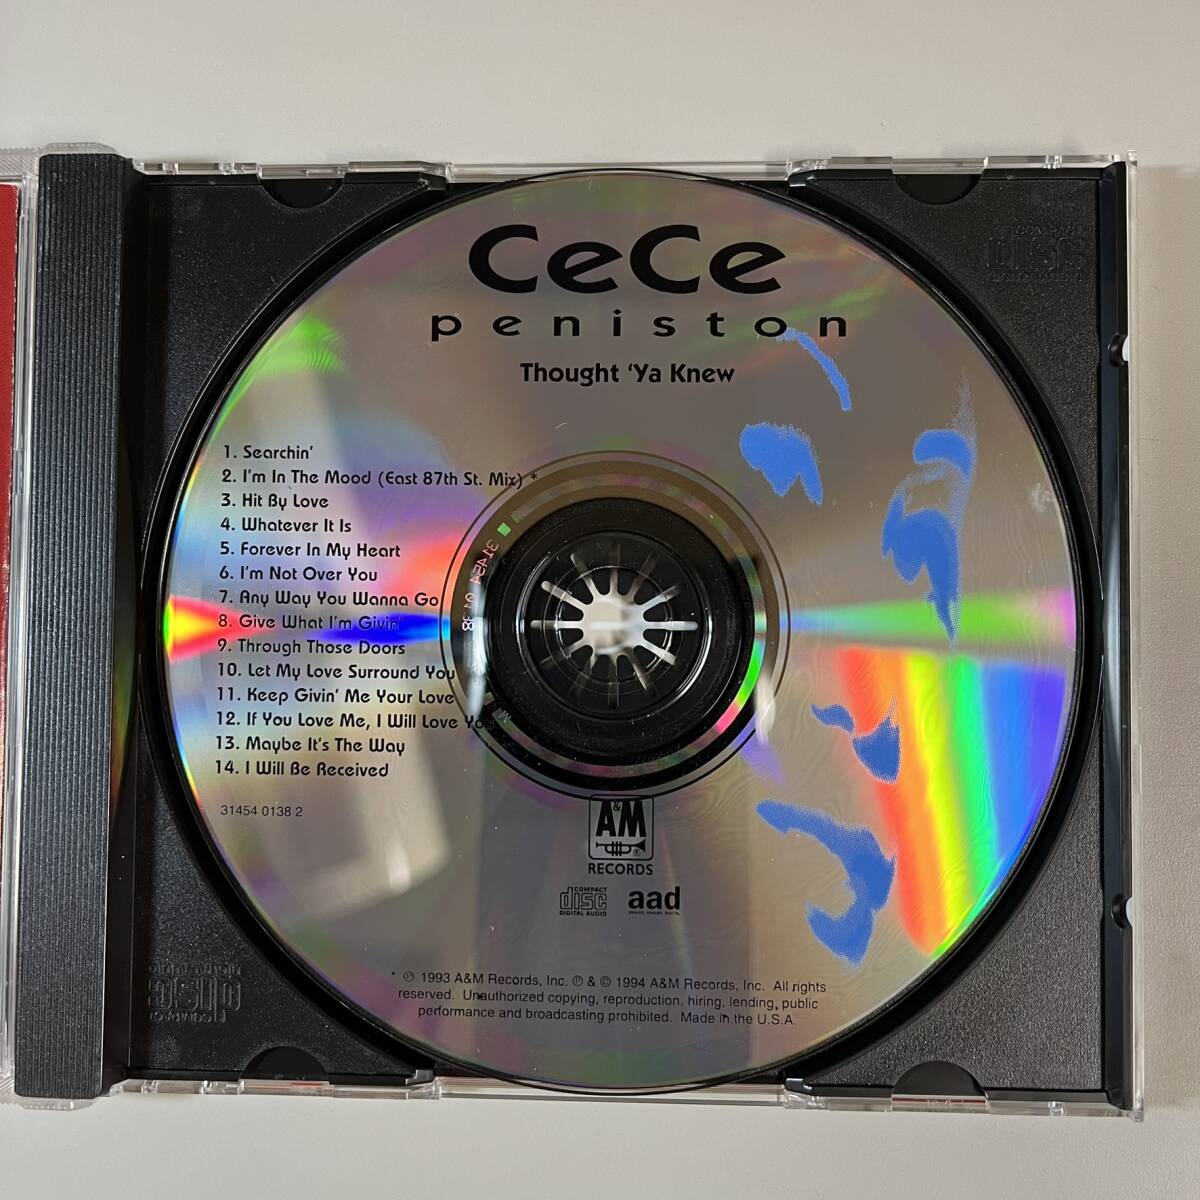 CeCe
peniston
Thought 'Ya Knew
1. Searchin'
2. I'm In The Mood (East 87th St. Mix) *
3. Hit By Love
4. Whatever It Is
5. Forever In My Heart
6. I'm Not Over You
7. Any Way You Wanna Go
8. Give What I'm Givin'
9. Through Those Doors
10. Let My Love Surround You
11. Keep Givin' Me Your Love
12. If You Love Me, I Will Love You
13. Maybe It's The Way
14. I Will Be Received
31454 0138 2
A&M
RECORDS
COMPACT
disc
DIGITAL AUDIO
aad
ANALOG, ANALOG, DIGITAL
* ℗ 1993 A&M Records, Inc. ℗ & © 1994 A&M Records, Inc. All rights
reserved. Unauthorized copying, reproduction, hiring, lending, public
performance and broadcasting prohibited. Made in the U.S.A.